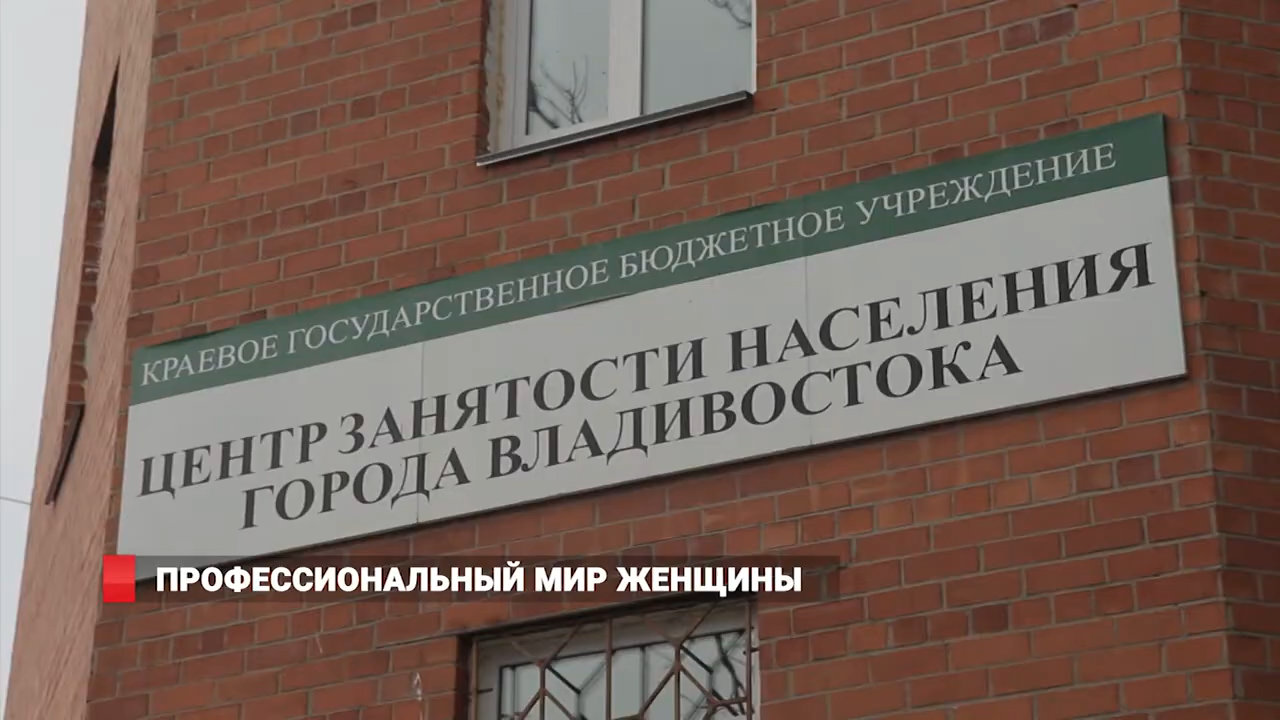 КРАЕВОЕ ГОСУДАРСТВЕННОЕ БЮДЖЕТНОЕ УЧРЕЖДЕНИЕ
ЦЕНТР ЗАНЯТОСТИ НАСЕЛЕНИЯ
ГОРОДА ВЛАДИВОСТОКА
ПРОФЕССИОНАЛЬНЫЙ МИР ЖЕНЩИНЫ